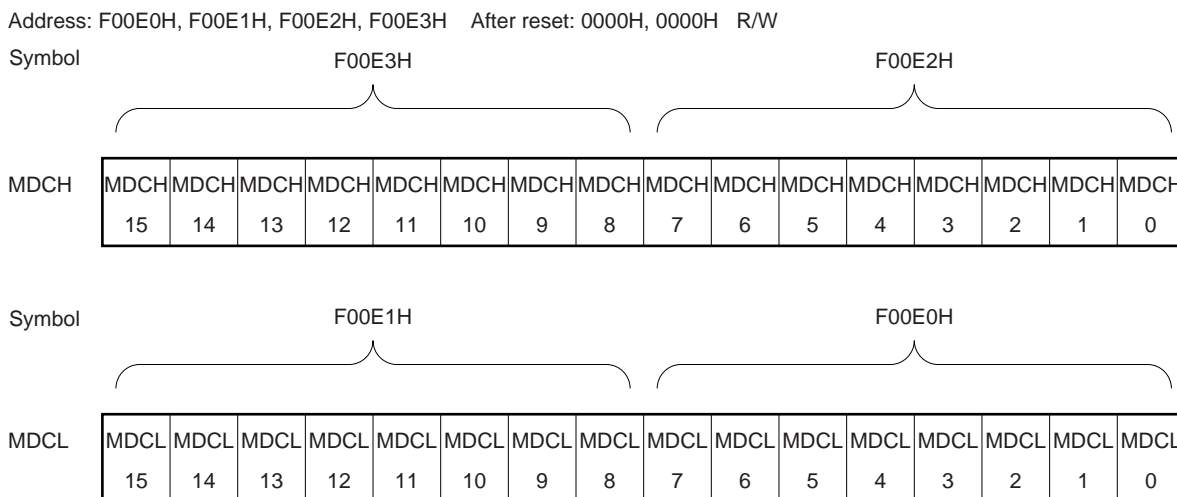 Address: F00E0H, F00E1H, F00E2H, F00E3H After reset: 0000H, 0000H R/W
Symbol F00E3H F00E2H
MDCH MDCH MDCH MDCH MDCH MDCH MDCH MDCH MDCH MDCH MDCH MDCH MDCH MDCH MDCH MDCH MDCH
15 14 13 12 11 10 9 8 7 6 5 4 3 2 1 0
Symbol F00E1H F00E0H
MDCL MDCL MDCL MDCL MDCL MDCL MDCL MDCL MDCL MDCL MDCL MDCL MDCL MDCL MDCL MDCL MDCL
15 14 13 12 11 10 9 8 7 6 5 4 3 2 1 0